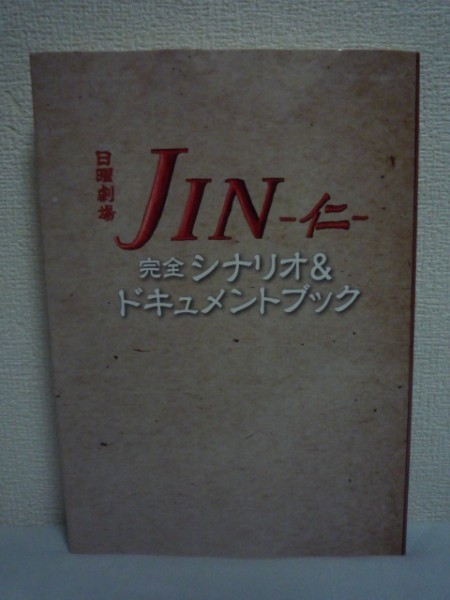 日曜劇場
JIN-仁-
完全シナリオ&
ドキュメントブック